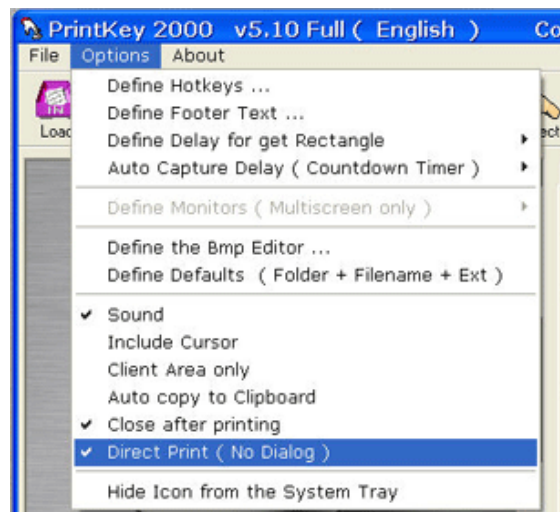 PrintKey 2000 v5.10 Full ( English )
File Options About
Define Hotkeys ...
Define Footer Text ...
Define Delay for get Rectangle
Auto Capture Delay ( Countdown Timer )
Define Monitors ( Multiscreen only )
Define the Bmp Editor ...
Define Defaults ( Folder + Filename + Ext )
Sound
Include Cursor
Client Area only
Auto copy to Clipboard
Close after printing
Direct Print ( No Dialog )
Hide Icon from the System Tray